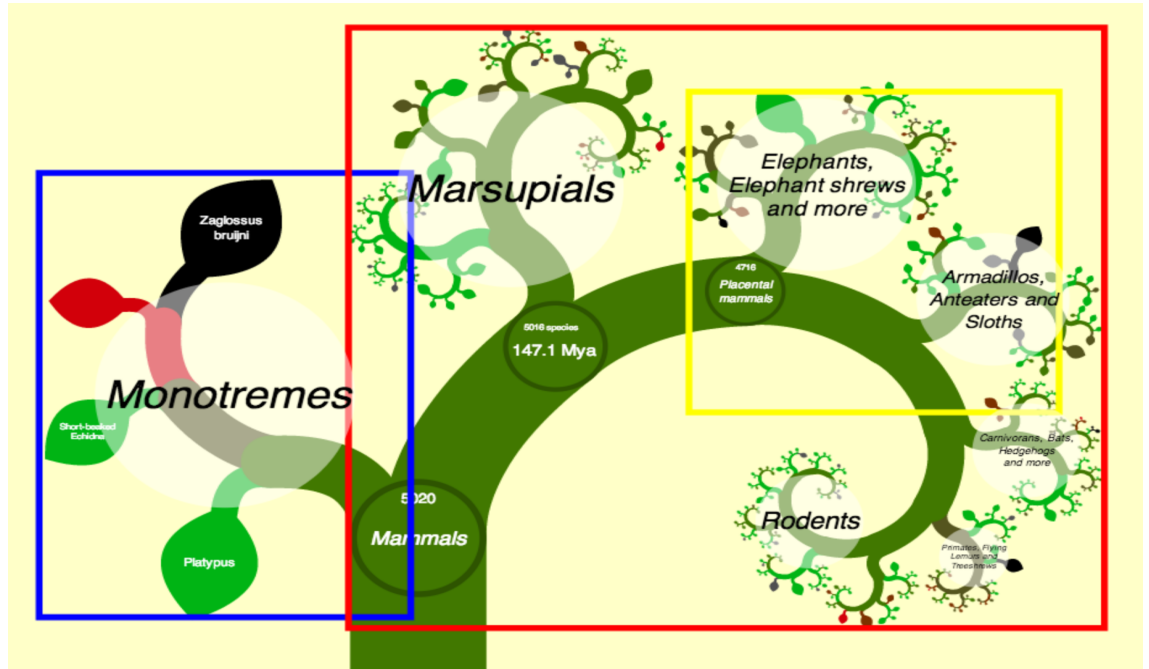 Zaglossus
bruijni
Monotremes
Short-beaked
Echidna
Platypus
5020
Mammals
Marsupials
5016 species
147.1 Mya
Elephants,
Elephant shrews
and more
4716
Placental
mammals
Armadillos,
Anteaters and
Sloths
Carnivorans, Bats,
Hedgehogs
and more
Primates, Flying
Lemurs and
Treeshrews
Rodents